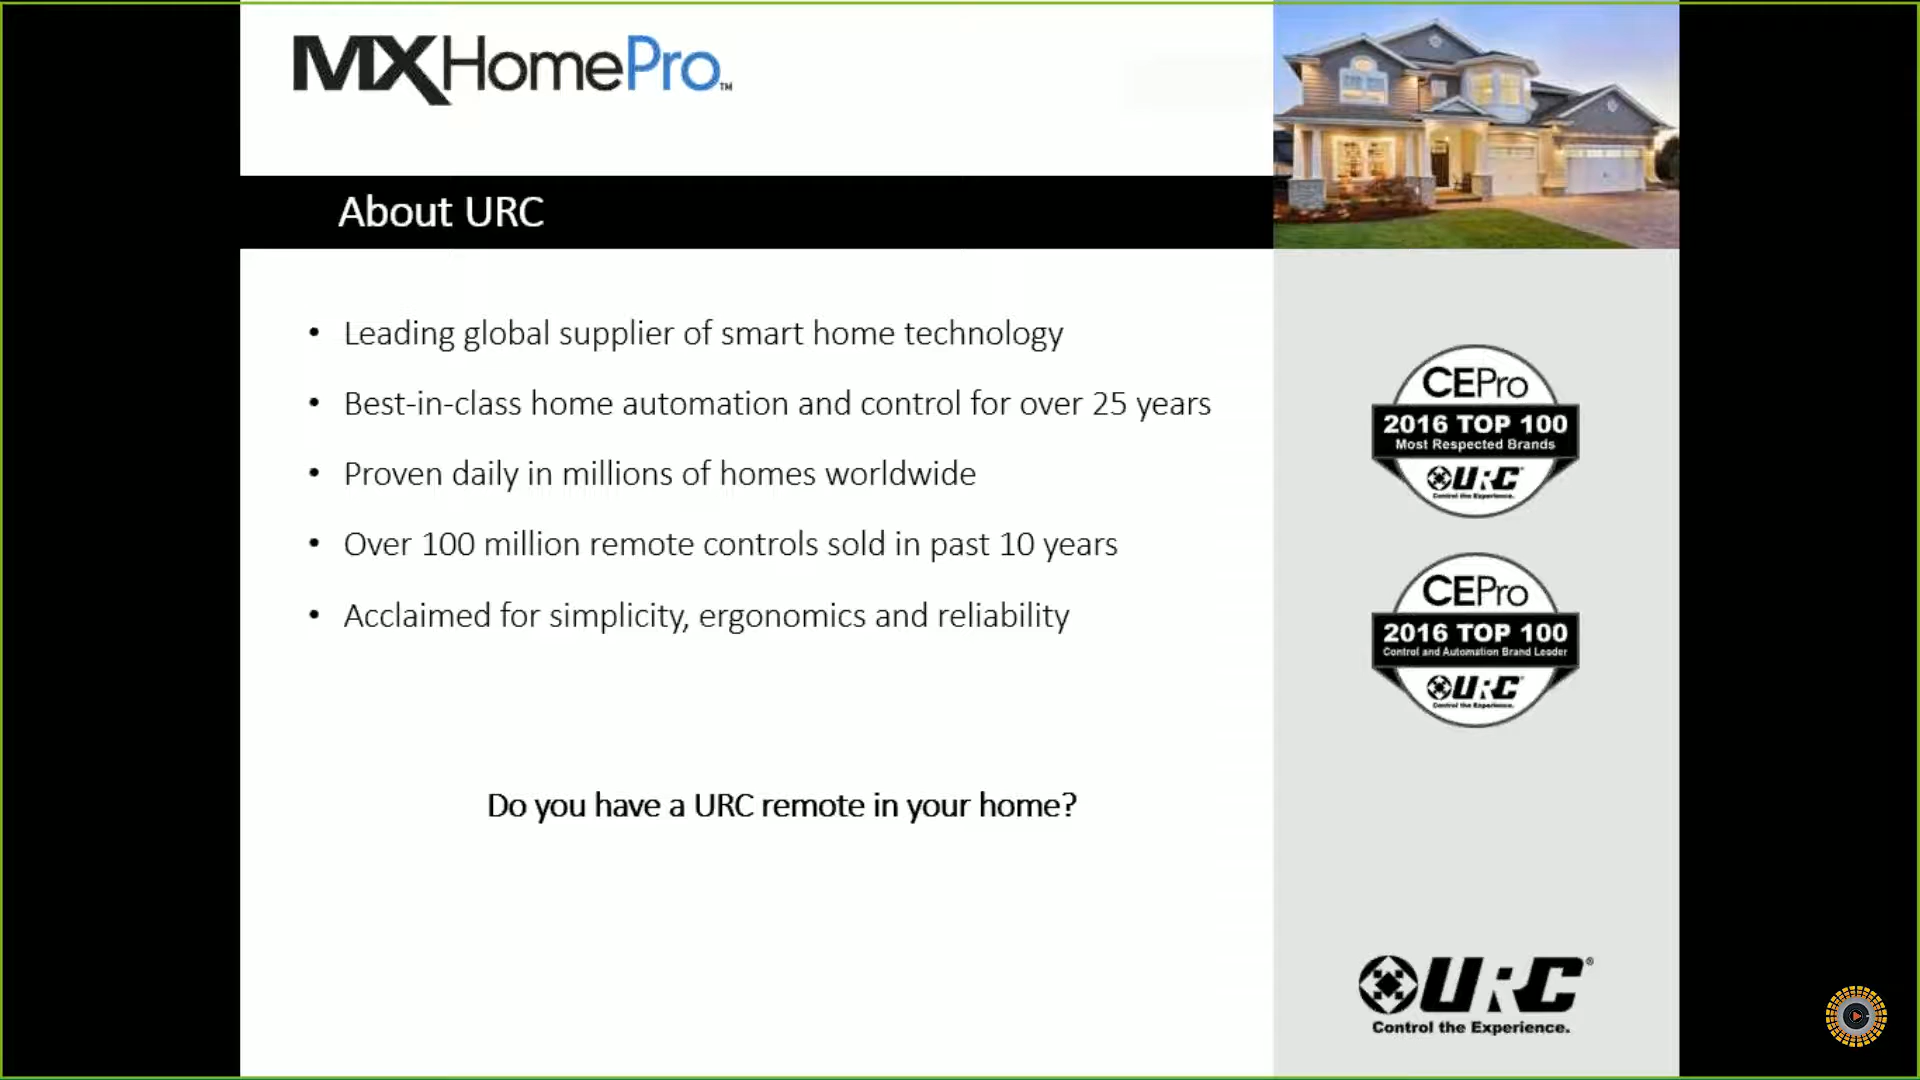 MXHomePro™
About URC
• Leading global supplier of smart home technology
• Best-in-class home automation and control for over 25 years
• Proven daily in millions of homes worldwide
• Over 100 million remote controls sold in past 10 years
• Acclaimed for simplicity, ergonomics and reliability
Do you have a URC remote in your home?
CEPro
2016 TOP 100
Most Respected Brands
URC
Control the Experience.
CEPro
2016 TOP 100
Control and Automation Brand Leader
URC
Control the Experience.
URC®
Control the Experience.